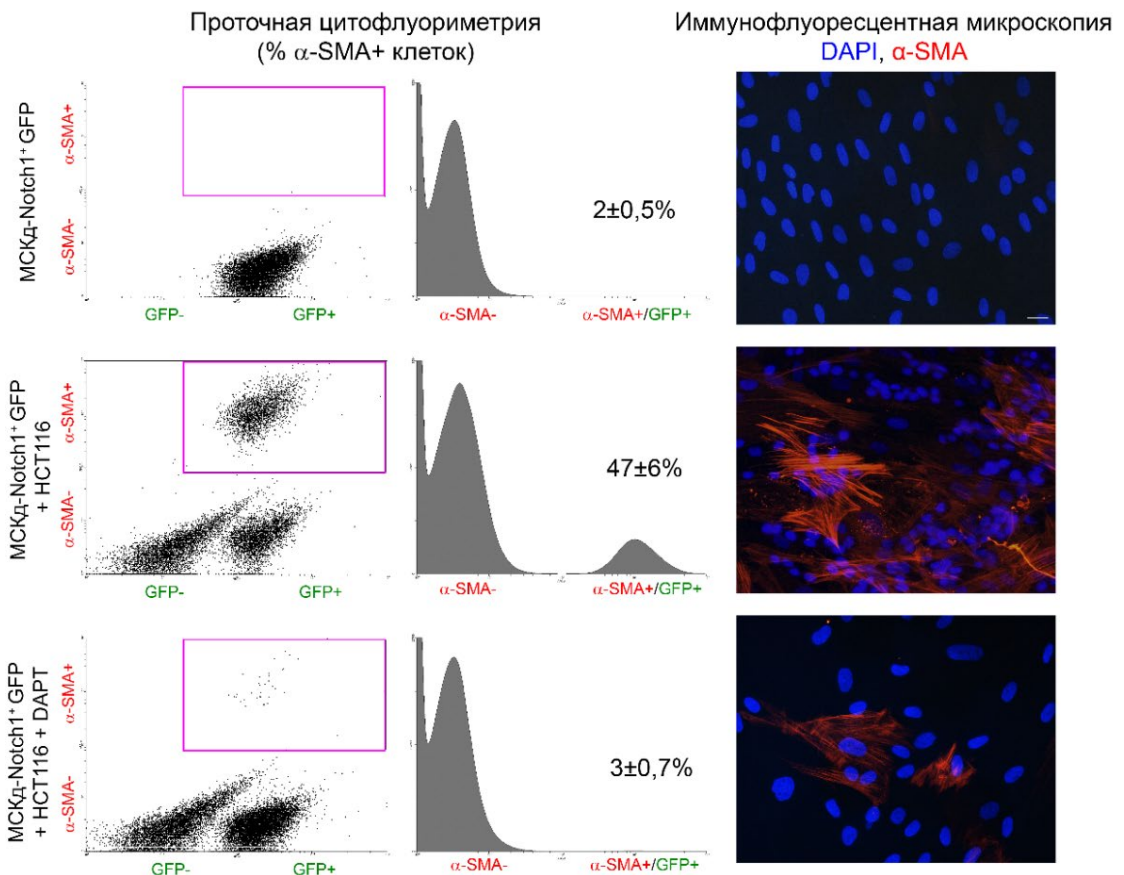 Проточная цитофлуориметрия
(% α-SMA+ клеток)
Иммунофлуоресцентная микроскопия
DAPI, α-SMA
МСКд-Notch1⁺ GFP
α-SMA+
α-SMA-
GFP-
GFP+
α-SMA-
α-SMA+/GFP+
2±0,5%
МСКд-Notch1⁺ GFP
+ HCT116
α-SMA+
α-SMA-
GFP-
GFP+
α-SMA-
α-SMA+/GFP+
47±6%
МСКд-Notch1⁺ GFP
+ HCT116 + DAPT
α-SMA+
α-SMA-
GFP-
GFP+
α-SMA-
α-SMA+/GFP+
3±0,7%